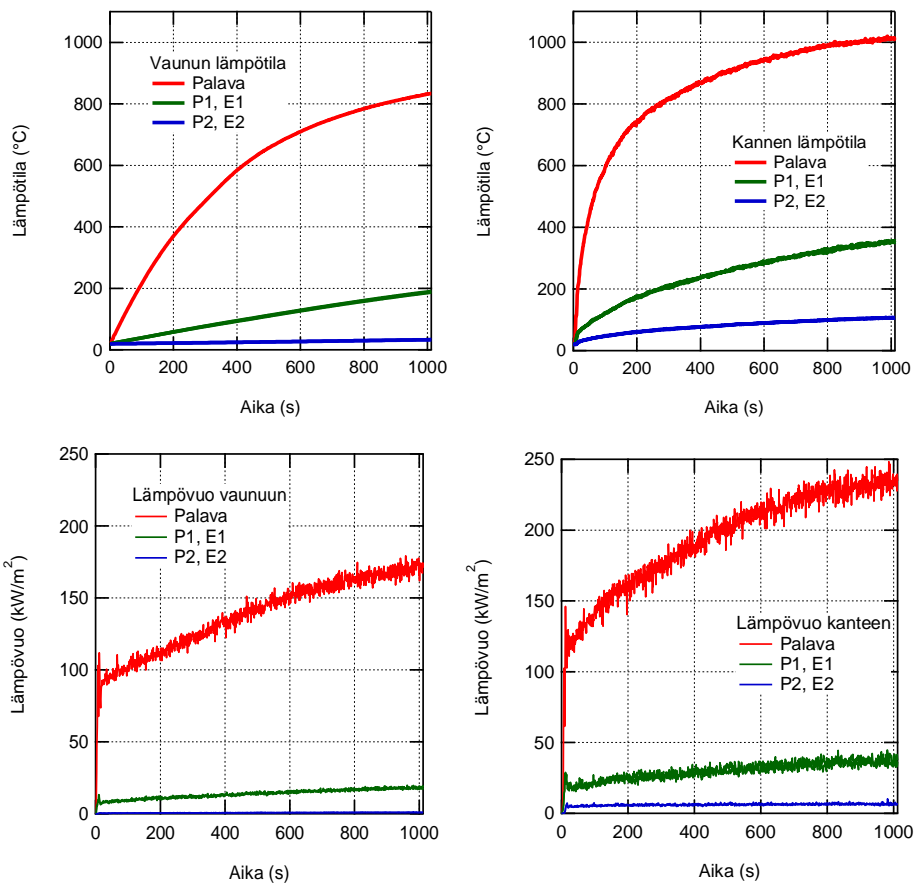 Lämpötila (°C)
1000
800
600
400
200
0
Vaunun lämpötila
Palava
P1, E1
P2, E2
0
200
400
600
800
1000
Aika (s)
Lämpötila (°C)
1000
800
600
400
200
0
Kannen lämpötila
Palava
P1, E1
P2, E2
0
200
400
600
800
1000
Aika (s)
Lämpövuo (kW/m²)
250
200
150
100
50
0
Lämpövuo vaunuun
Palava
P1, E1
P2, E2
0
200
400
600
800
1000
Aika (s)
Lämpövuo (kW/m²)
250
200
150
100
50
0
Lämpövuo kanteen
Palava
P1, E1
P2, E2
0
200
400
600
800
1000
Aika (s)